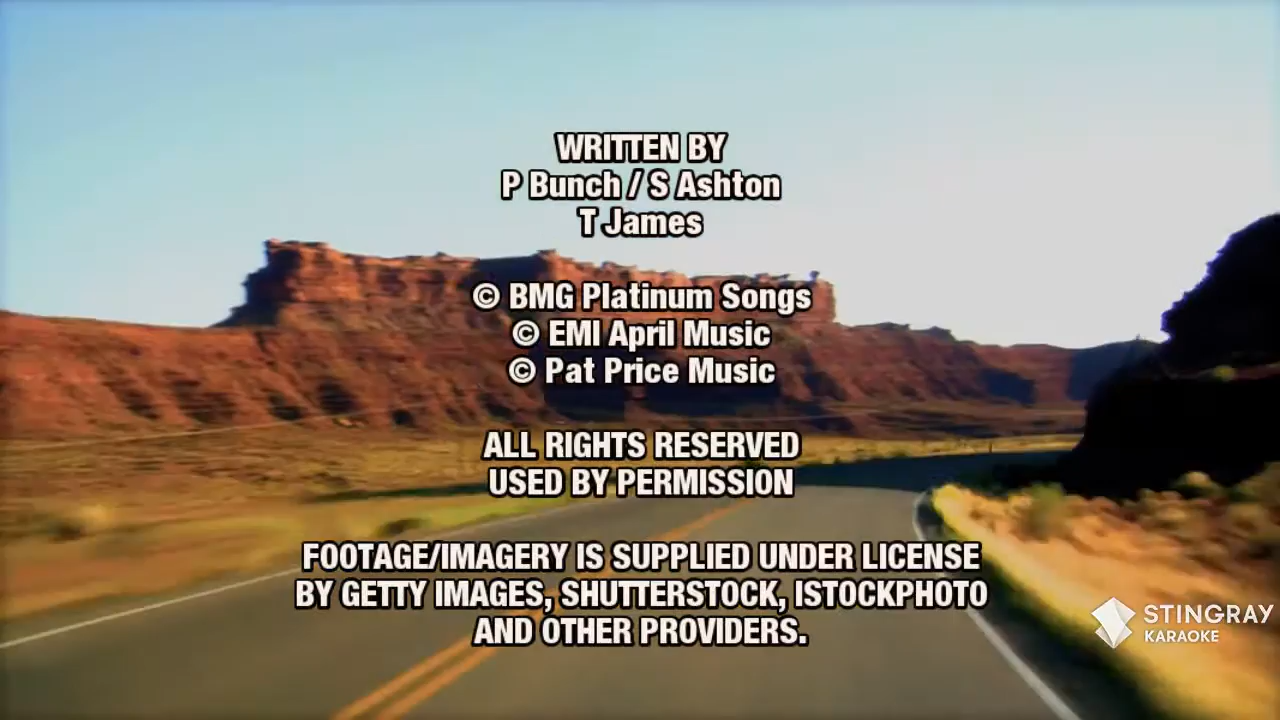 WRITTEN BY
P Bunch / S Ashton
T James
© BMG Platinum Songs
© EMI April Music
© Pat Price Music
ALL RIGHTS RESERVED
USED BY PERMISSION
FOOTAGE/IMAGERY IS SUPPLIED UNDER LICENSE
BY GETTY IMAGES, SHUTTERSTOCK, ISTOCKPHOTO
AND OTHER PROVIDERS.
STINGRAY
KARAOKE